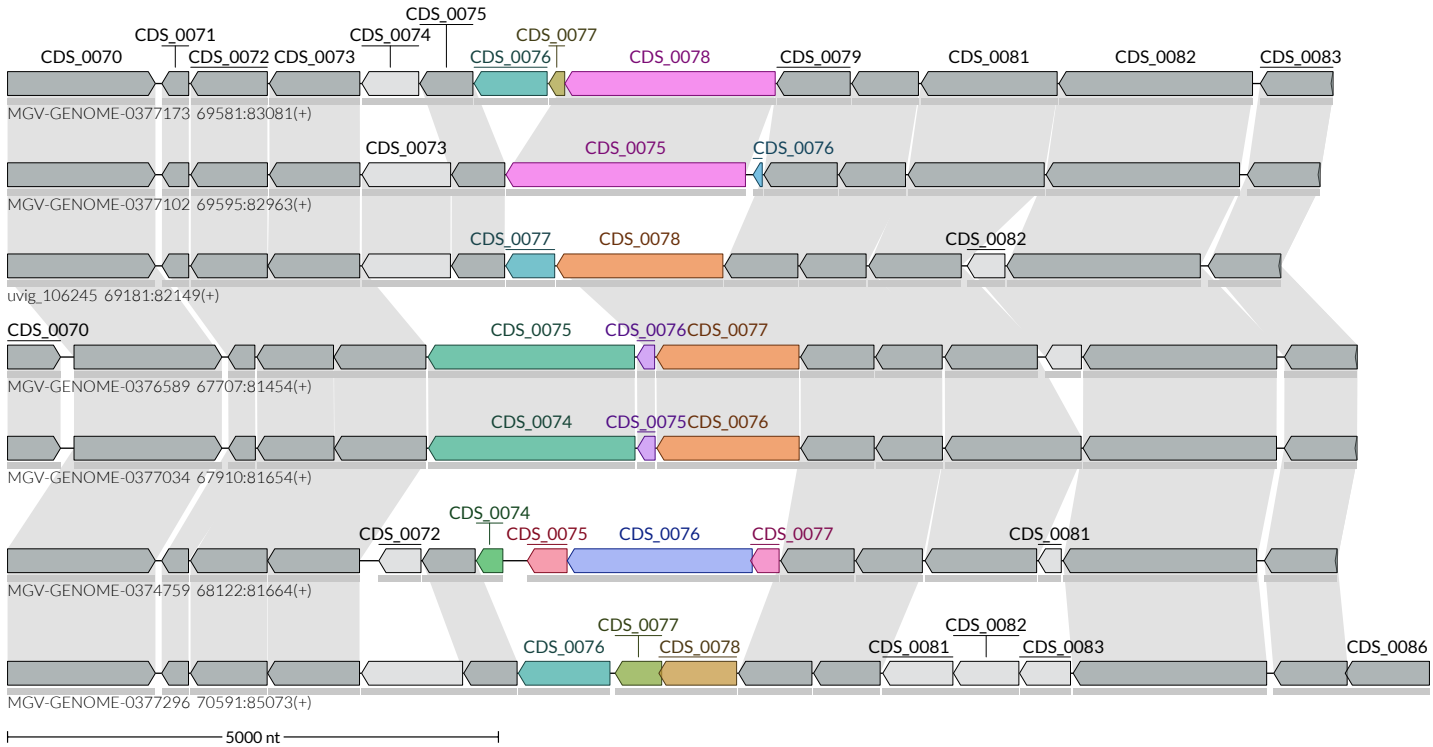 CDS_0075
CDS_0071 CDS_0074 CDS_0077
CDS_0070 CDS_0072 CDS_0073 CDS_0076 CDS_0078 CDS_0079 CDS_0081 CDS_0082 CDS_0083
MGV-GENOME-0377173 69581:83081(+)
CDS_0073 CDS_0075 CDS_0076
MGV-GENOME-0377102 69595:82963(+)
CDS_0077 CDS_0078 CDS_0082
uvig_106245 69181:82149(+)
CDS_0070 CDS_0075 CDS_0076 CDS_0077
MGV-GENOME-0376589 67707:81454(+)
CDS_0074 CDS_0075 CDS_0076
MGV-GENOME-0377034 67910:81654(+)
CDS_0074
CDS_0072 CDS_0075 CDS_0076 CDS_0077 CDS_0081
MGV-GENOME-0374759 68122:81664(+)
CDS_0077 CDS_0082
CDS_0076 CDS_0078 CDS_0081 CDS_0083 CDS_0086
MGV-GENOME-0377296 70591:85073(+)
5000 nt